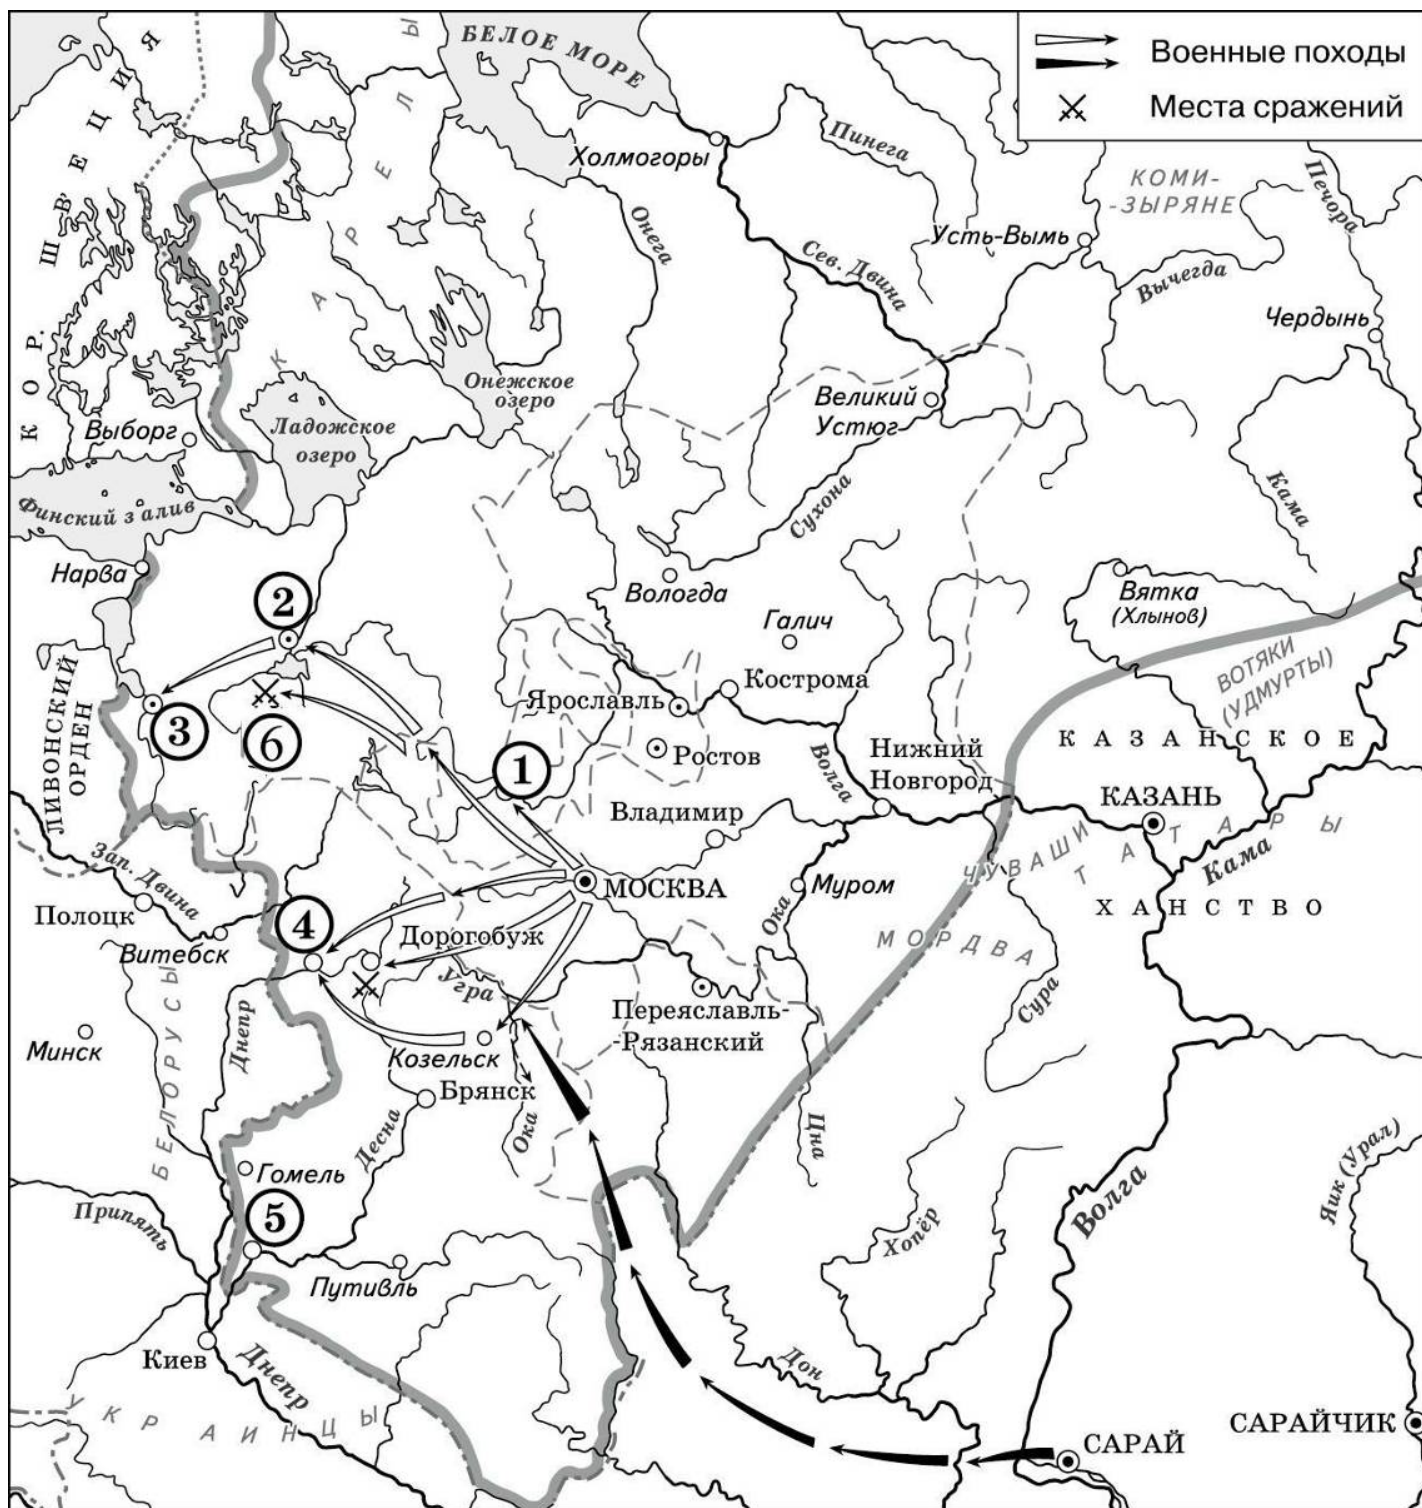 Военные походы
Места сражений
БЕЛОЕ МОРЕ
КОР. ШВЕЦИЯ
КАРЕЛЫ
Холмогоры
Пинега
КОМИ-
-ЗЫРЯНЕ
Печора
Онега
Усть-Вымь
Сев. Двина
Вычегда
Чердынь
Онежское
озеро
Ладожское
озеро
Выборг
Великий
Устюг
Финский залив
Сухона
Кама
Нарва
2
Вологда
Галич
Вятка
(Хлынов)
ЛИВОНСКИЙ
ОРДЕН
3
6
1
Ярославль
Кострома
Ростов
ВОТЯКИ
(УДМУРТЫ)
Волга
Нижний
Новгород
КАЗАНСКОЕ
КАЗАНЬ
Владимир
ЧУВАШИ
ТАТАРЫ
Кама
Зап. Двина
МОСКВА
Муром
Ока
ХАНСТВО
Полоцк
Витебск
4
Дорогобуж
МОРДВА
Угра
Сура
Переяславль-
-Рязанский
Минск
БЕЛОРУСЫ
Днепр
Козельск
Брянск
Ока
Десна
Цна
Гомель
Припять
5
Путивль
Хопёр
Волга
Яик (Урал)
Киев
Днепр
Дон
УКРАИНЦЫ
САРАЙ
САРАЙЧИК